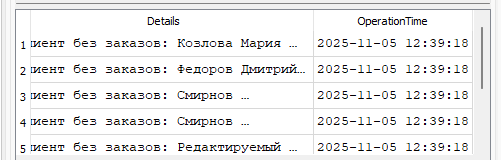 Details OperationTime
1 иент без заказов: Козлова Мария … 2025-11-05 12:39:18
2 иент без заказов: Федоров Дмитрий… 2025-11-05 12:39:18
3 иент без заказов: Смирнов … 2025-11-05 12:39:18
4 иент без заказов: Смирнов … 2025-11-05 12:39:18
5 иент без заказов: Редактируемый … 2025-11-05 12:39:18